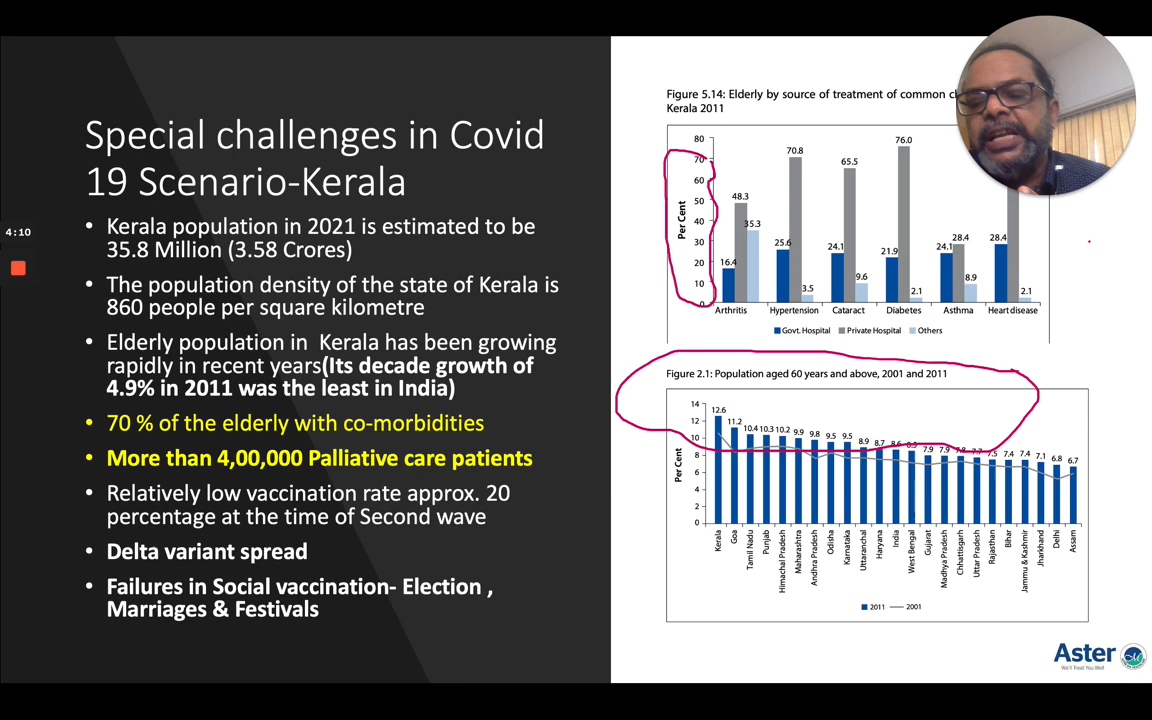 Special challenges in Covid
19 Scenario-Kerala
• Kerala population in 2021 is estimated to be
35.8 Million (3.58 Crores)
• The population density of the state of Kerala is
860 people per square kilometre
• Elderly population in Kerala has been growing
rapidly in recent years(Its decade growth of
4.9% in 2011 was the least in India)
• 70 % of the elderly with co-morbidities
• More than 4,00,000 Palliative care patients
• Relatively low vaccination rate approx. 20
percentage at the time of Second wave
• Delta variant spread
• Failures in Social vaccination- Election ,
Marriages & Festivals
4:10
Figure 5.14: Elderly by source of treatment of common
Kerala 2011
Per Cent
80
70
60
50
40
30
20
10
0
16.4 48.3 35.3
25.6 70.8 3.5
24.1 65.5 9.6
21.9 76.0 2.1
24.1 28.4 8.9
28.4 2.1
Arthritis Hypertension Cataract Diabetes Asthma Heart disease
Govt. Hospital Private Hospital Others
Figure 2.1: Population aged 60 years and above, 2001 and 2011
Per Cent
14
12
10
8
6
4
2
0
12.6 11.2 10.4 10.3 10.2 9.9 9.8 9.5 9.5 8.9 8.7 8.6 8.5 7.9 7.9 7.8 7.7 7.5 7.4 7.4 7.1 6.8 6.7
Kerala
Goa
Tamil Nadu
Punjab
Himachal Pradesh
Maharashtra
Andhra Pradesh
Odisha
Karnataka
Uttaranchal
Haryana
India
West Bengal
Gujarat
Madhya Pradesh
Chhattisgarh
Uttar Pradesh
Rajasthan
Bihar
Jammu & Kashmir
Jharkhand
Delhi
Assam
2011 2001
Aster
We'll Treat You Well